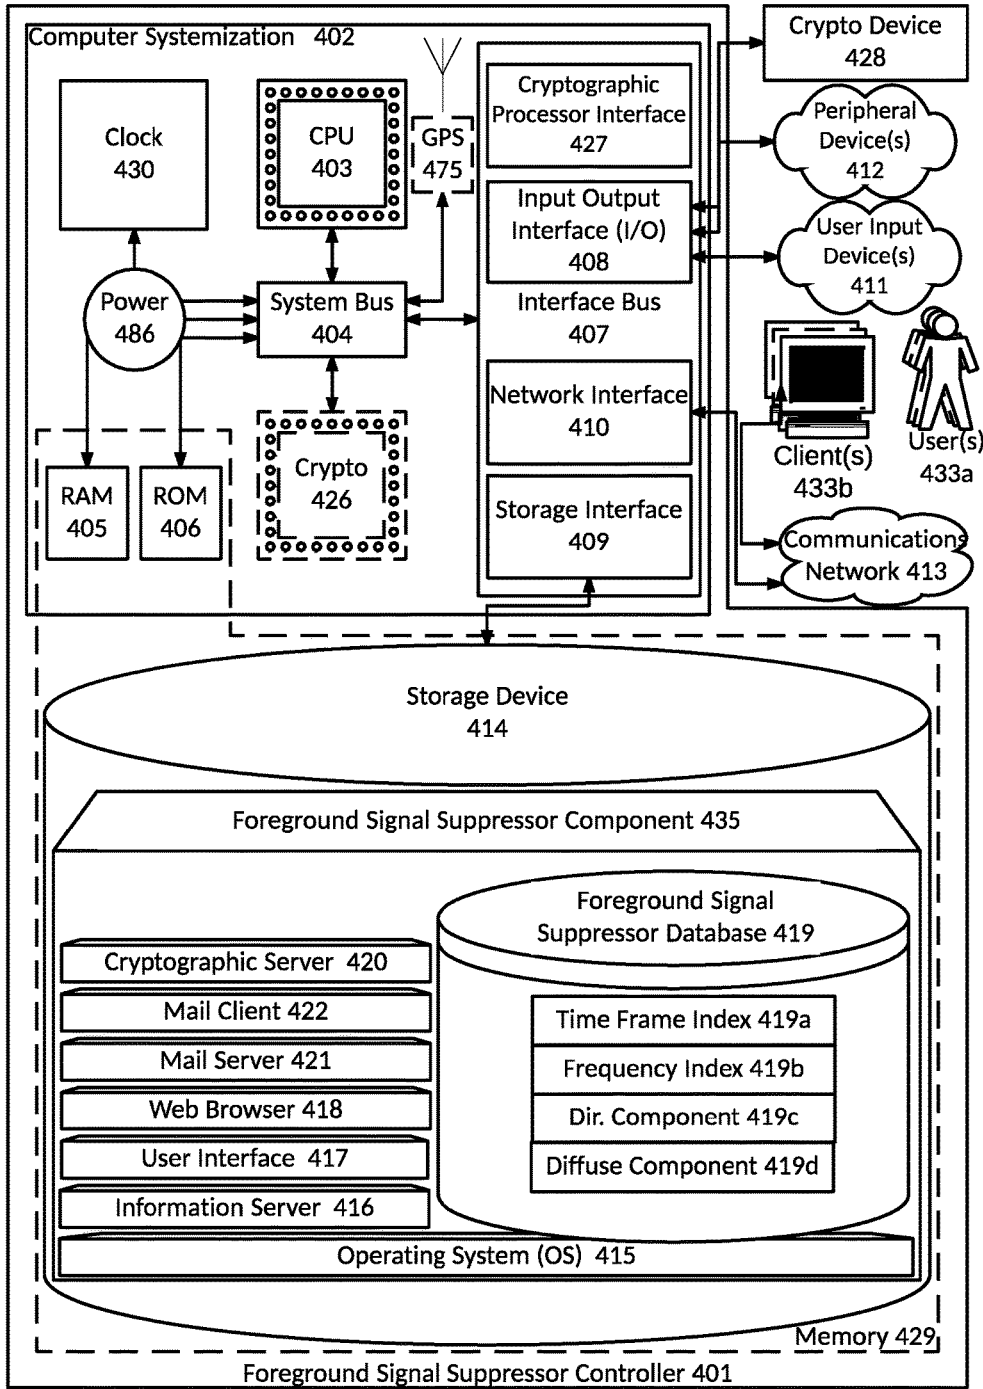 Computer Systemization 402
Clock
430
CPU
403
GPS
475
Cryptographic
Processor Interface
427
Input Output
Interface (I/O)
408
Interface Bus
407
Network Interface
410
Storage Interface
409
Power
486
System Bus
404
Crypto
426
RAM
405
ROM
406
Crypto Device
428
Peripheral
Device(s)
412
User Input
Device(s)
411
Client(s)
433b
User(s)
433a
Communications
Network 413
Storage Device
414
Foreground Signal Suppressor Component 435
Foreground Signal
Suppressor Database 419
Time Frame Index 419a
Frequency Index 419b
Dir. Component 419c
Diffuse Component 419d
Cryptographic Server 420
Mail Client 422
Mail Server 421
Web Browser 418
User Interface 417
Information Server 416
Operating System (OS) 415
Memory 429
Foreground Signal Suppressor Controller 401